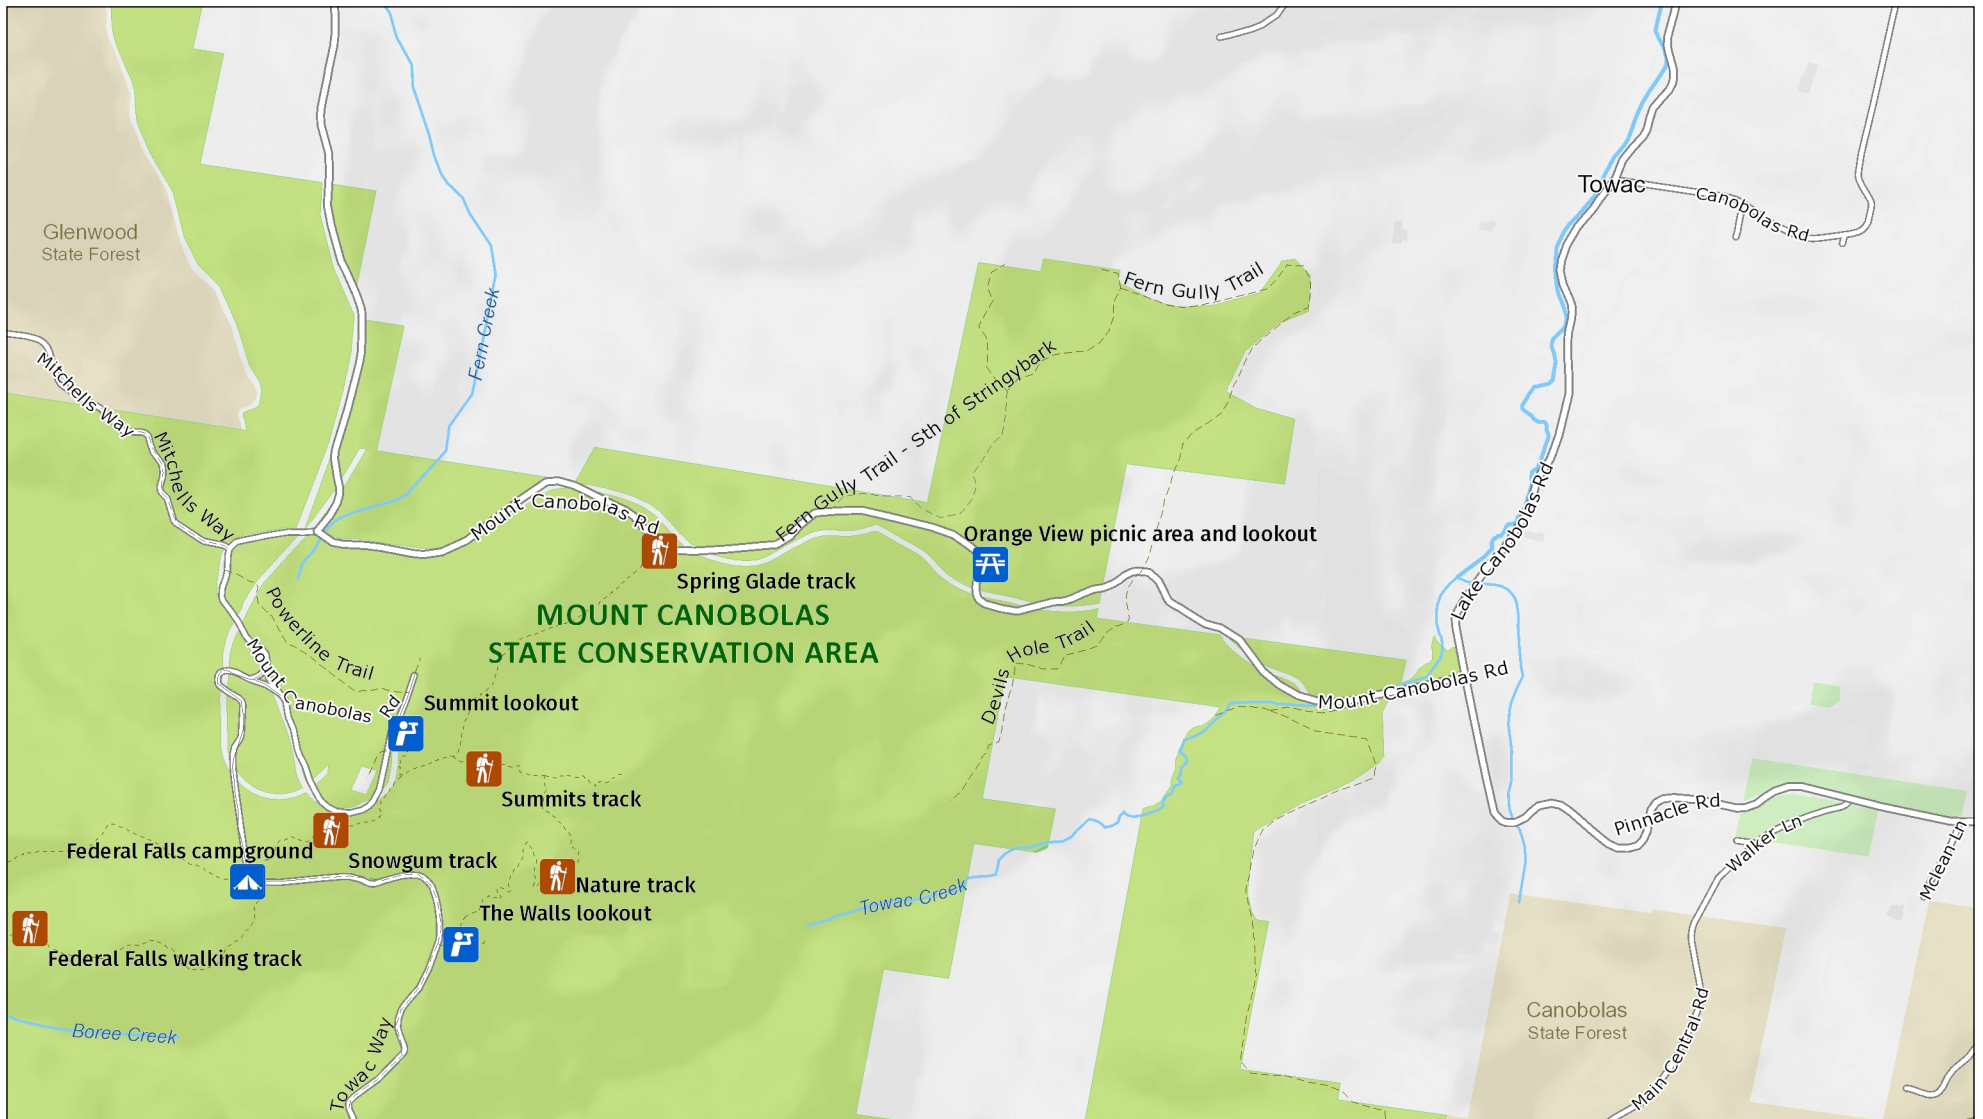 Towac
Canobolas Rd
Glenwood
State Forest
Fern Gully Trail
Fern Creek
Mitchells Way
Mitchells Way
Fern Gully Trail - Sth of Stringybark
Mount Canobolas Rd
Orange View picnic area and lookout
Lake Canobolas Rd
Spring Glade track
MOUNT CANOBOLAS
STATE CONSERVATION AREA
Powerline Trail
Devils Hole Trail
Mount Canobolas Rd
Mount Canobolas Rd
Summit lookout
Summits track
Pinnacle Rd
Walker Ln
Mclean Ln
Federal Falls campground
Snowgum track
Nature track
Towac Creek
The Walls lookout
Federal Falls walking track
Canobolas
State Forest
Boree Creek
Towac Way
Main Central Rd